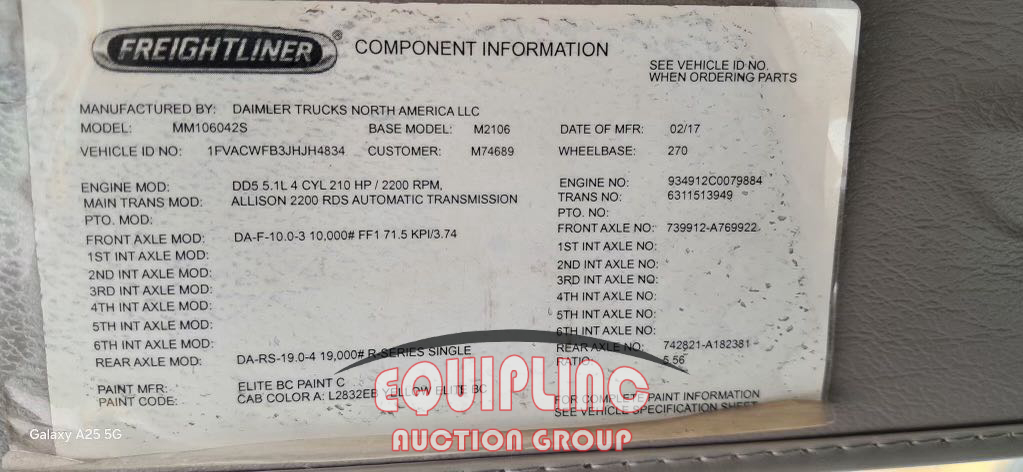 FREIGHTLINER® COMPONENT INFORMATION
SEE VEHICLE ID NO.
WHEN ORDERING PARTS
MANUFACTURED BY: DAIMLER TRUCKS NORTH AMERICA LLC
MODEL: MM106042S BASE MODEL: M2106 DATE OF MFR: 02/17
VEHICLE ID NO: 1FVACWFB3JHJH4834 CUSTOMER: M74689 WHEELBASE: 270
ENGINE MOD: DD5 5.1L 4 CYL 210 HP / 2200 RPM, ENGINE NO: 934912C0079884
MAIN TRANS MOD: ALLISON 2200 RDS AUTOMATIC TRANSMISSION TRANS NO: 6311513949
PTO. MOD: PTO. NO:
FRONT AXLE MOD: DA-F-10.0-3 10,000# FF1 71.5 KPI/3.74 FRONT AXLE NO: 739912-A769922
1ST INT AXLE MOD: 1ST INT AXLE NO:
2ND INT AXLE MOD: 2ND INT AXLE NO:
3RD INT AXLE MOD: 3RD INT AXLE NO:
4TH INT AXLE MOD: 4TH INT AXLE NO:
5TH INT AXLE MOD: 5TH INT AXLE NO:
6TH INT AXLE MOD: 6TH INT AXLE NO:
REAR AXLE MOD: DA-RS-19.0-4 19,000# R-SERIES SINGLE REAR AXLE NO: 742821-A182381
RATIO: 5.56
PAINT MFR: ELITE BC PAINT C
PAINT CODE: CAB COLOR A: L2832EB YELLOW ELITE BC
FOR COMPLETE PAINT INFORMATION
SEE VEHICLE SPECIFICATION SHEET
EQUIPLINC
AUCTION GROUP
Galaxy A25 5G